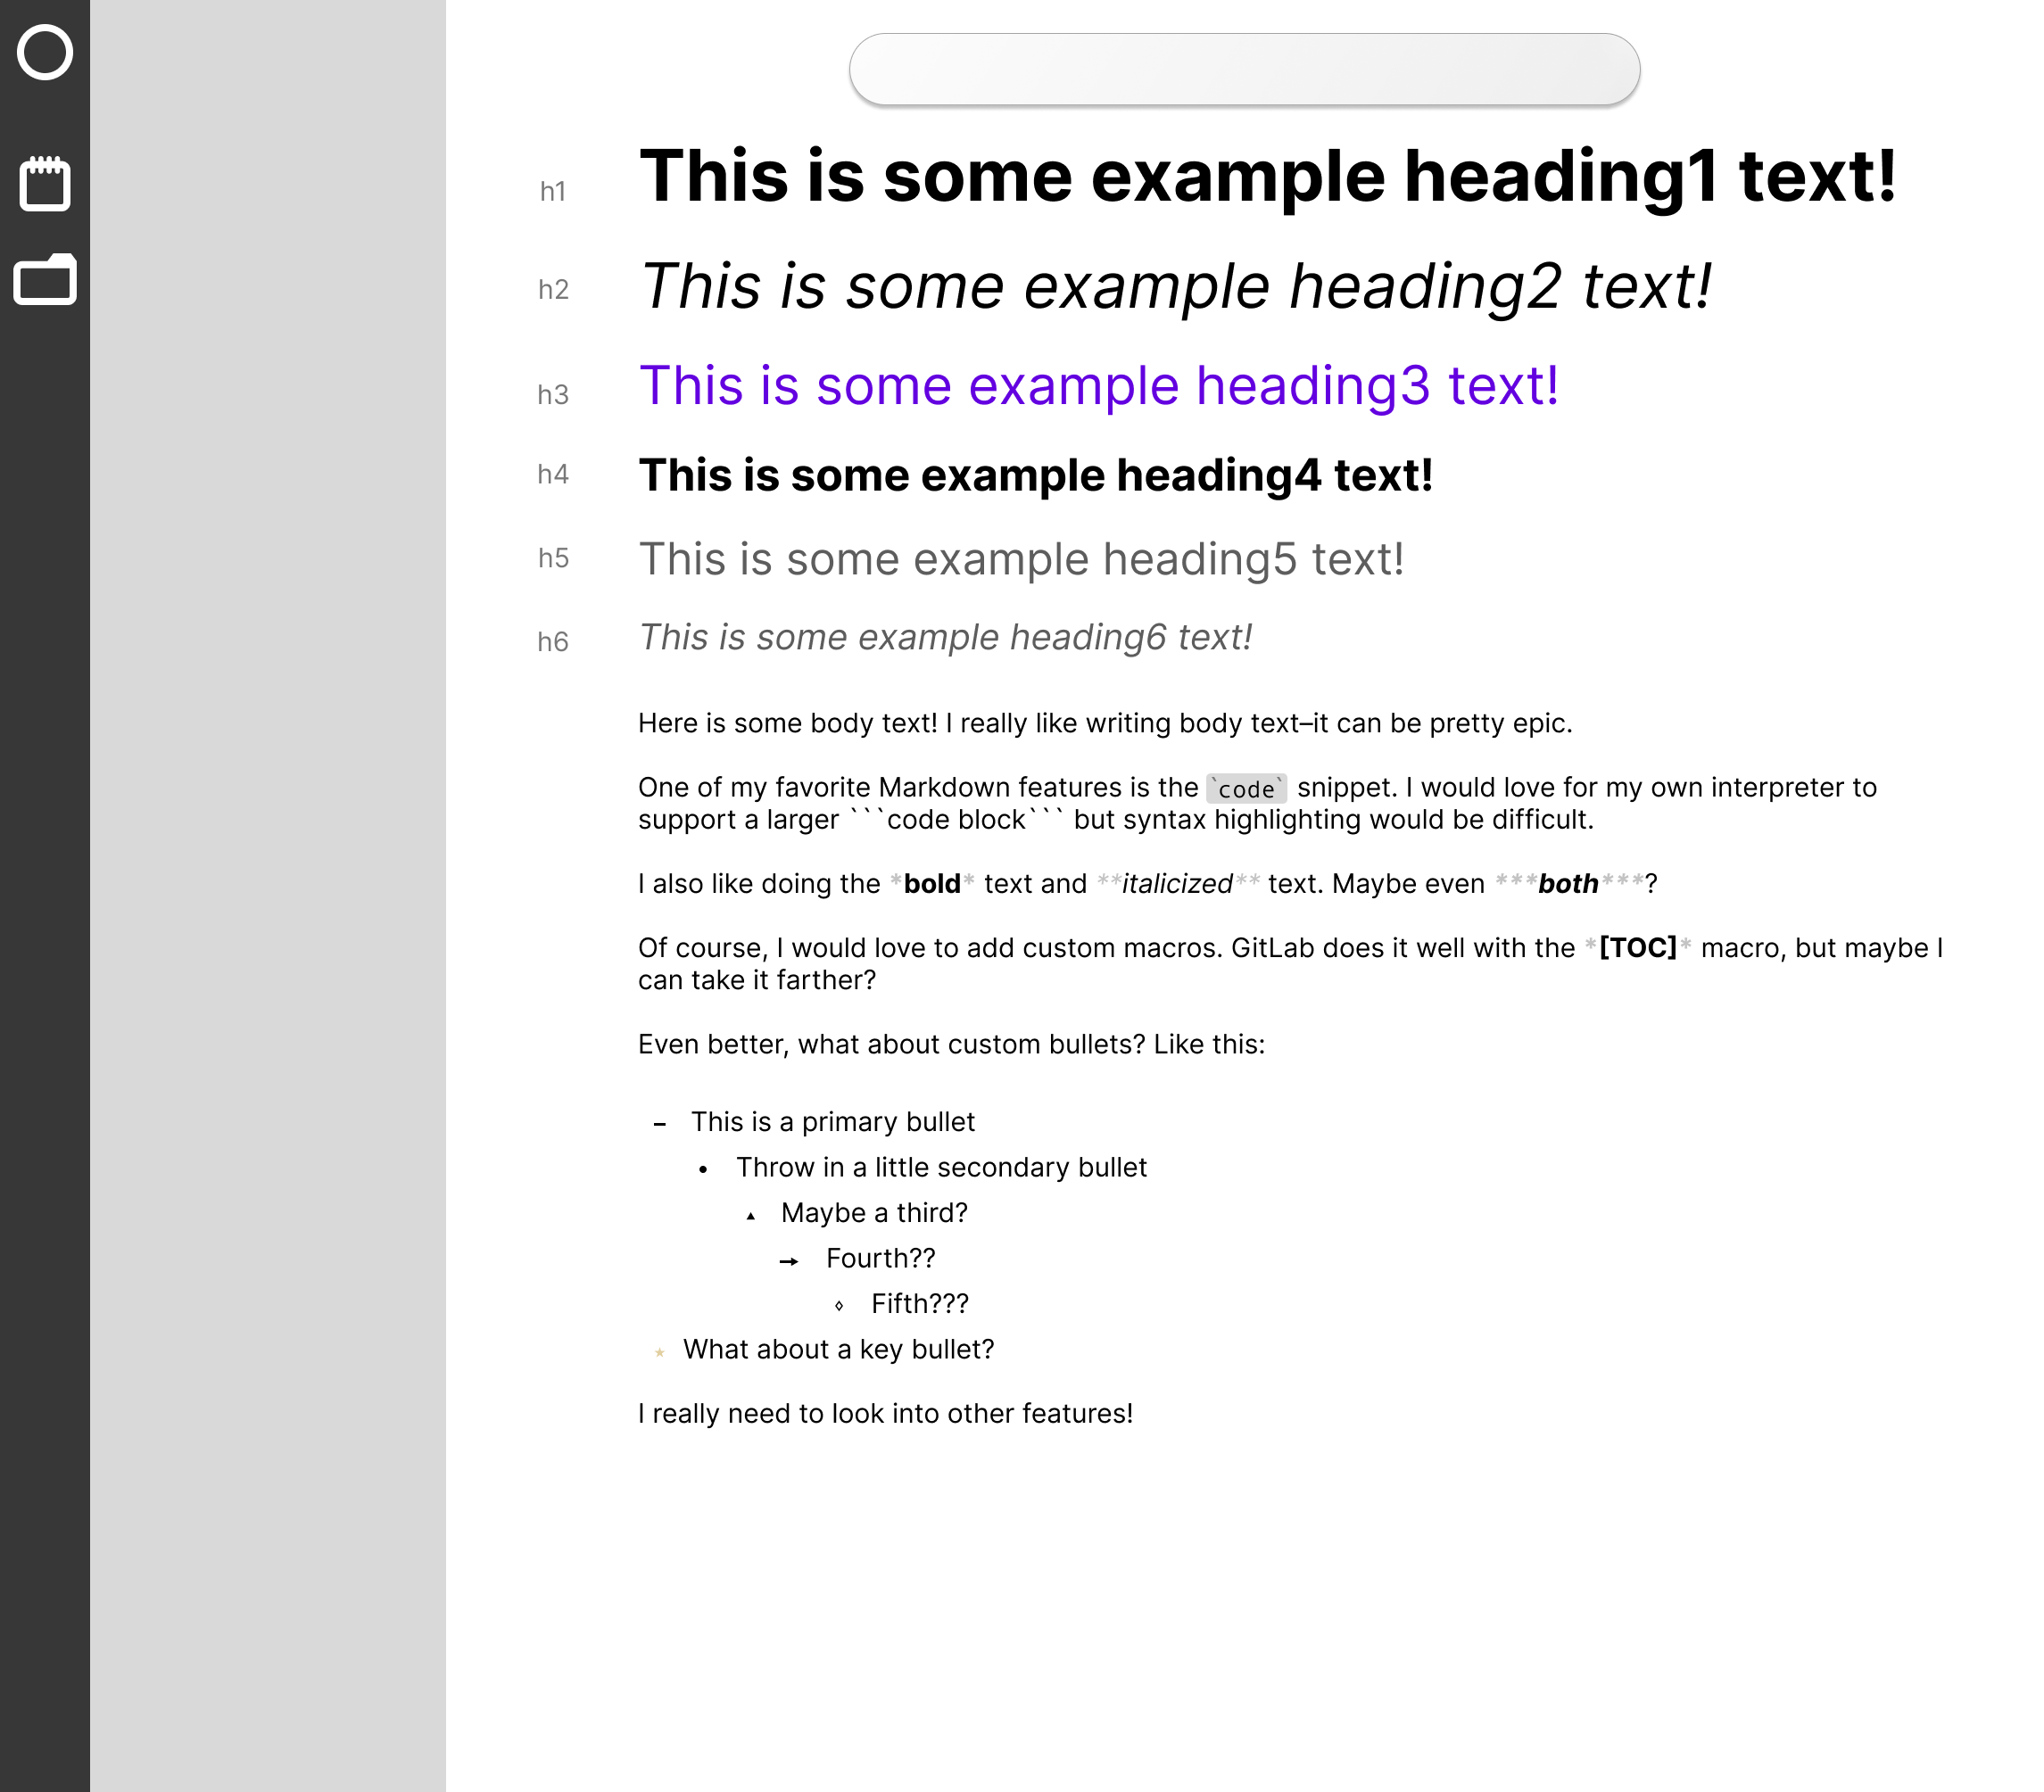 h1 This is some example heading1 text!
h2 This is some example heading2 text!
h3 This is some example heading3 text!
h4 This is some example heading4 text!
h5 This is some example heading5 text!
h6 This is some example heading6 text!
Here is some body text! I really like writing body text–it can be pretty epic.
One of my favorite Markdown features is the `code` snippet. I would love for my own interpreter to
support a larger ```code block``` but syntax highlighting would be difficult.
I also like doing the *bold* text and **italicized** text. Maybe even ***both***?
Of course, I would love to add custom macros. GitLab does it well with the *[TOC]* macro, but maybe I
can take it farther?
Even better, what about custom bullets? Like this:
– This is a primary bullet
• Throw in a little secondary bullet
▴ Maybe a third?
→ Fourth??
◊ Fifth???
★ What about a key bullet?
I really need to look into other features!